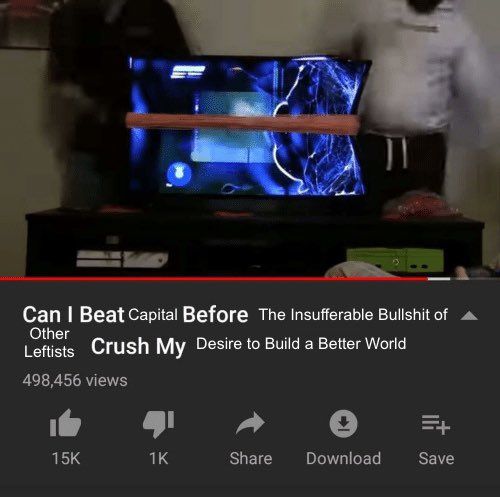 Can I Beat Capital Before The Insufferable Bullshit of
Other Leftists Crush My Desire to Build a Better World
498,456 views
15K 1K Share Download Save